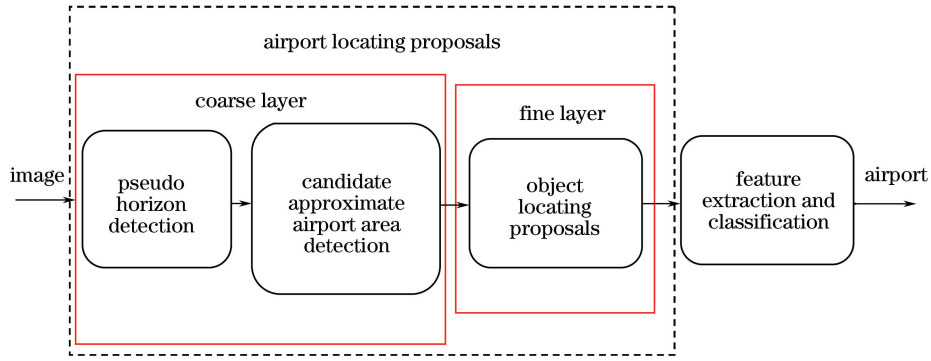 airport locating proposals
coarse layer
fine layer
image
pseudo
horizon
detection
candidate
approximate
airport area
detection
object
locating
proposals
feature
extraction and
classification
airport